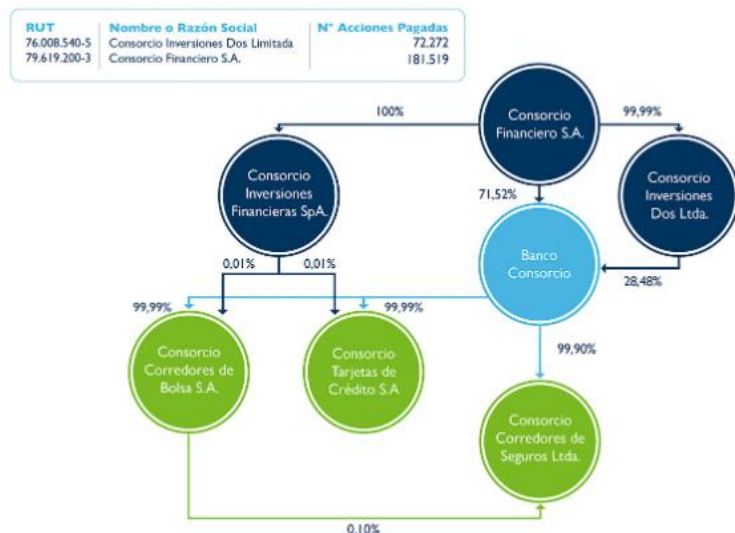 RUT Nombre o Razón Social Nº Acciones Pagadas
76.008.540-5 Consorcio Inversiones Dos Limitada 72.272
79.619.200-3 Consorcio Financiero S.A. 181.519
100%
Consorcio
Financiero S.A.
99,99%
Consorcio
Inversiones
Financieras SpA.
71,52%
Consorcio
Inversiones
Dos Ltda.
Banco
Consorcio
0,01%
0,01%
28,48%
99,99%
99,99%
Consorcio
Corredores de
Bolsa S.A.
Consorcio
Tarjetas de
Crédito S.A
99,90%
Consorcio
Corredores de
Seguros Ltda.
0,10%